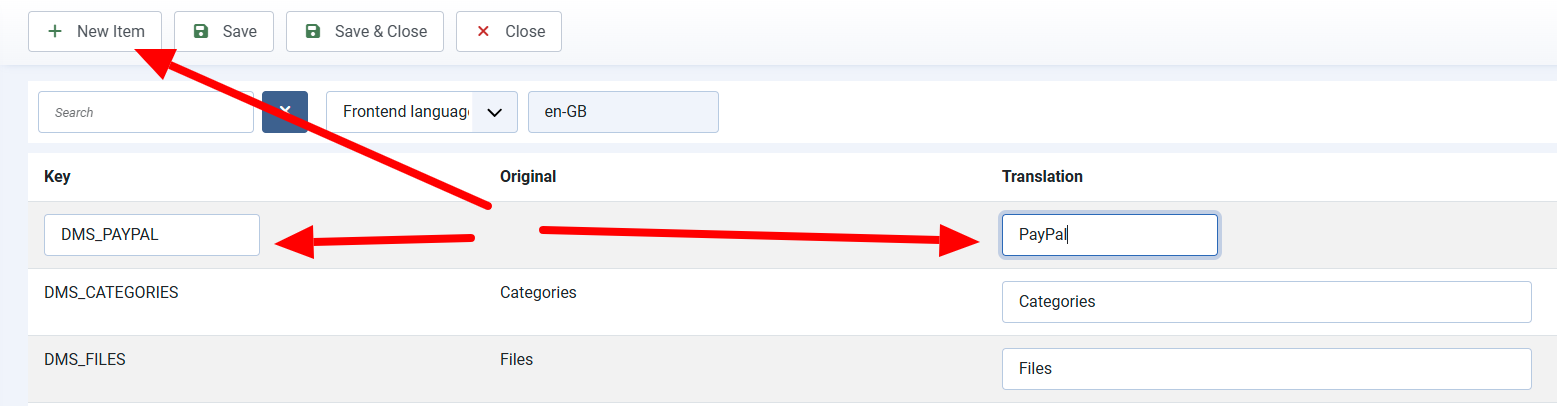 New Item Save Save & Close Close
Search Frontend languag en-GB
Key Original Translation
DMS_PAYPAL PayPal
DMS_CATEGORIES Categories Categories
DMS_FILES Files Files